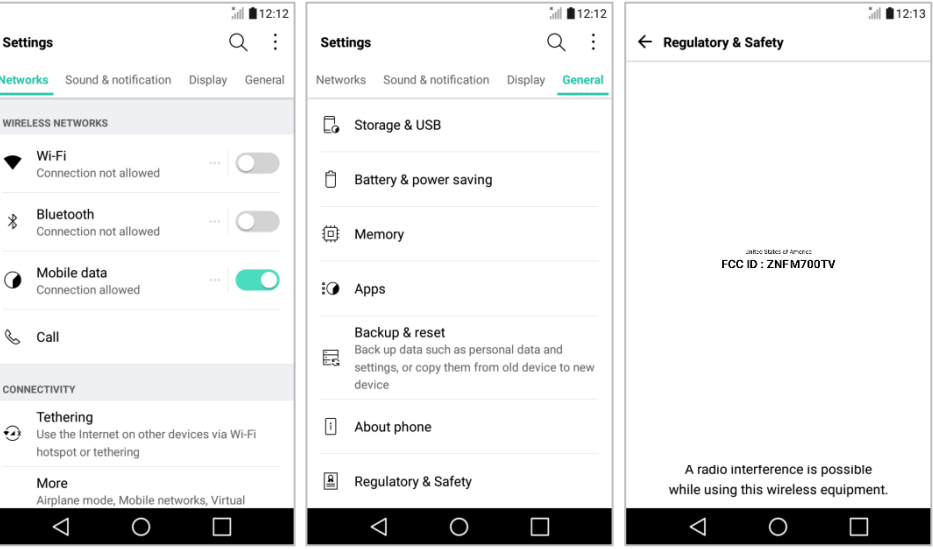 12:12
Settings
Networks Sound & notification Display General
WIRELESS NETWORKS
Wi-Fi
Connection not allowed
Bluetooth
Connection not allowed
Mobile data
Connection allowed
Call
CONNECTIVITY
Tethering
Use the Internet on other devices via Wi-Fi
hotspot or tethering
More
Airplane mode, Mobile networks, Virtual
12:12
Settings
Networks Sound & notification Display General
Storage & USB
Battery & power saving
Memory
Apps
Backup & reset
Back up data such as personal data and
settings, or copy them from old device to new
device
About phone
Regulatory & Safety
12:13
Regulatory & Safety
United States of America
FCC ID : ZNFM700TV
A radio interference is possible
while using this wireless equipment.